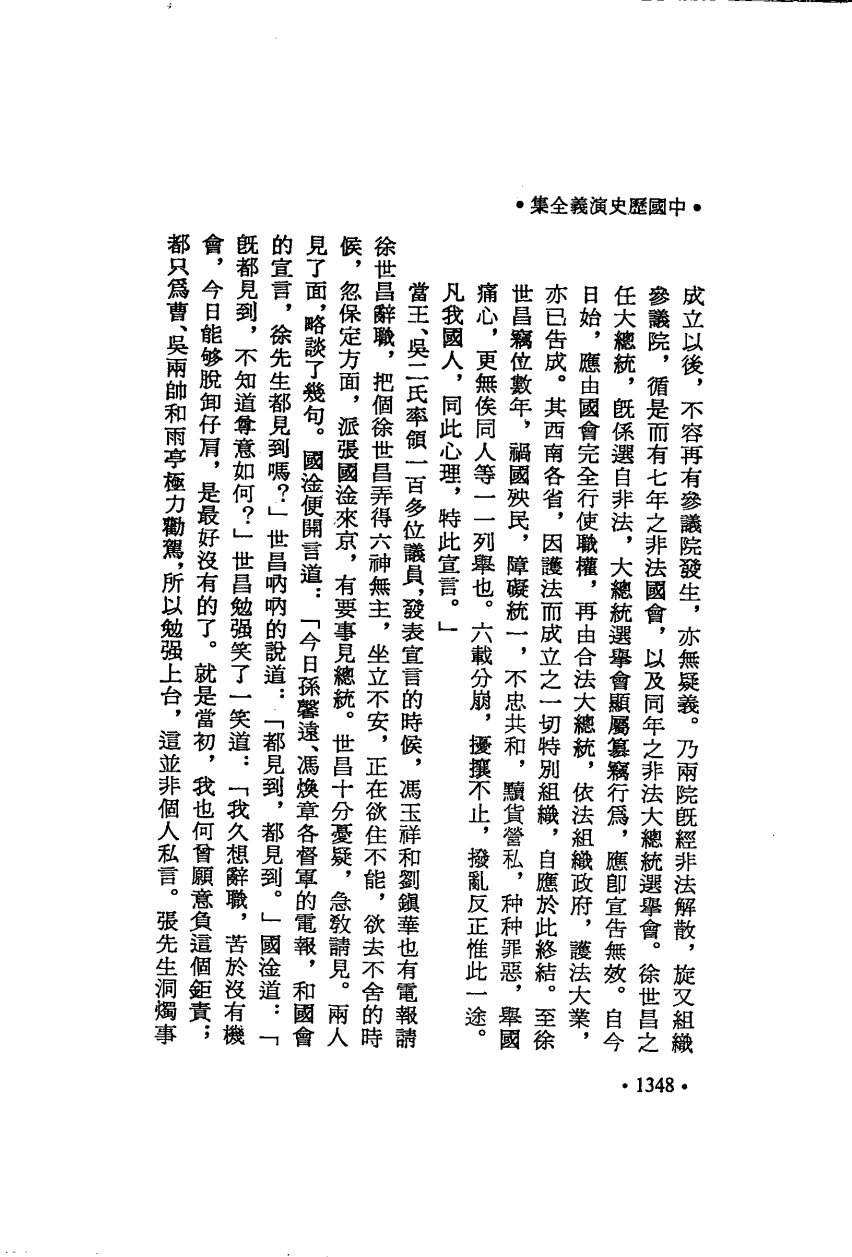 •中國歷史演義全集•
成立以後，不容再有參議院發生，亦無疑義。乃兩院旣經非法解散，旋又組織
參議院，循是而有七年之非法國會，以及同年之非法大總統選舉會。徐世昌之
任大總統，旣係選自非法，大總統選舉會顯屬篡竊行爲，應卽宣告無效。自今
日始，應由國會完全行使職權，再由合法大總統，依法組織政府，護法大業，
亦已告成。其西南各省，因護法而成立之一切特別組織，自應於此終結。至徐
世昌竊位數年，禍國殃民，障礙統一，不忠共和，黷貨營私，种种罪惡，舉國
痛心，更無俟同人等一一列舉也。六載分崩，擾攘不止，撥亂反正惟此一途。
凡我國人，同此心理，特此宣言。」
當王、吳二氏率領一百多位議員，發表宣言的時候，馮玉祥和劉鎭華也有電報請
徐世昌辭職，把個徐世昌弄得六神無主，坐立不安，正在欲住不能，欲去不舍的時
候，忽保定方面，派張國淦來京，有要事見總統。世昌十分憂疑，急教請見。兩人
見了面，略談了幾句。國淦便開言道：「今日孫馨遠、馮煥章各督軍的電報，和國會
的宣言，徐先生都見到嗎？」世昌吶吶的說道：「都見到，都見到。」國淦道：「
旣都見到，不知道尊意如何？」世昌勉强笑了一笑道：「我久想辭職，苦於沒有機
會，今日能够脫卸仔肩，是最好沒有的了。就是當初，我也何曾願意負這個鉅責；
都只爲曹、吳兩帥和雨亭極力勸駕，所以勉强上台，這並非個人私言。張先生洞燭事
•1348•